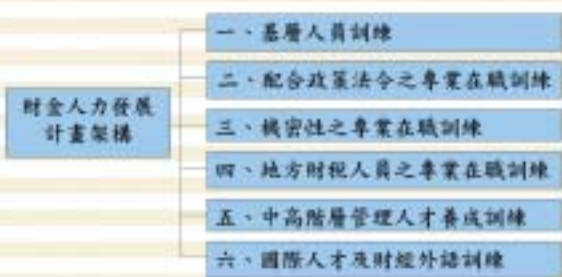 財金人力發展
計畫架構
一、基層人員訓練
二、配合政策法令之專業在職訓練
三、機密性之專業在職訓練
四、地方財稅人員之專業在職訓練
五、中高階層管理人才養成訓練
六、國際人才及財經外語訓練